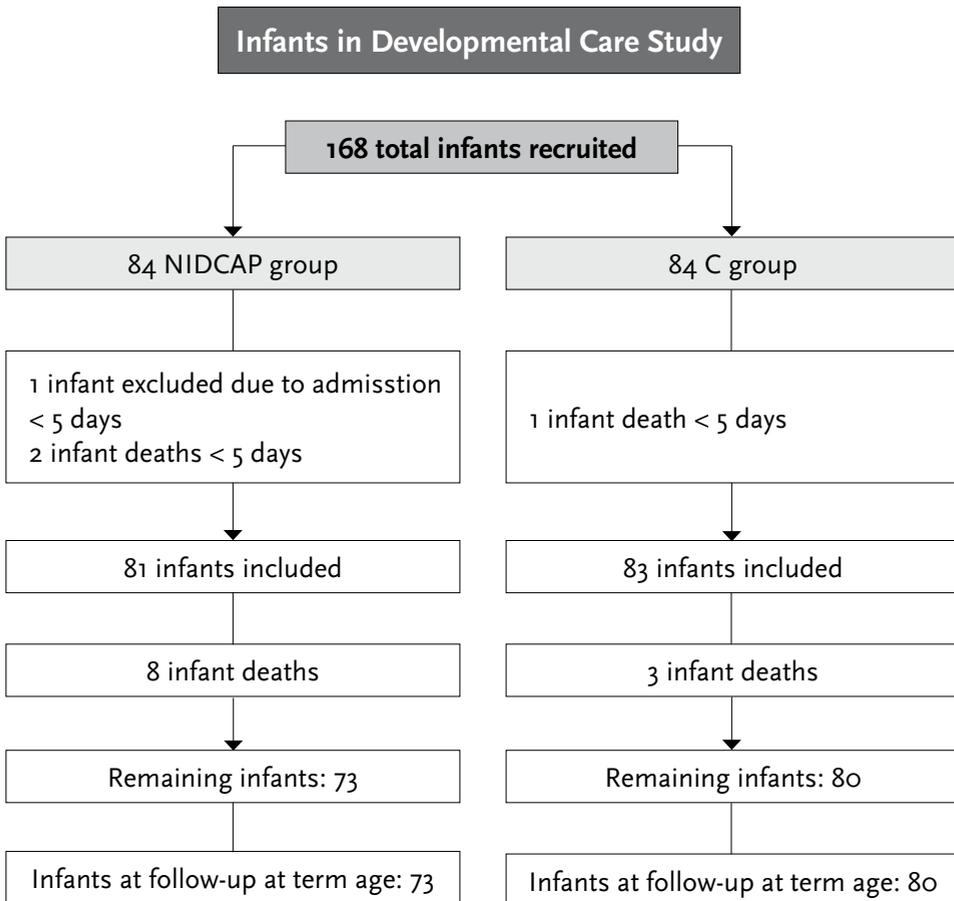 Infants in Developmental Care Study
168 total infants recruited
84 NIDCAP group
84 C group
1 infant excluded due to admisstion
< 5 days
2 infant deaths < 5 days
1 infant death < 5 days
81 infants included
83 infants included
8 infant deaths
3 infant deaths
Remaining infants: 73
Remaining infants: 80
Infants at follow-up at term age: 73
Infants at follow-up at term age: 80